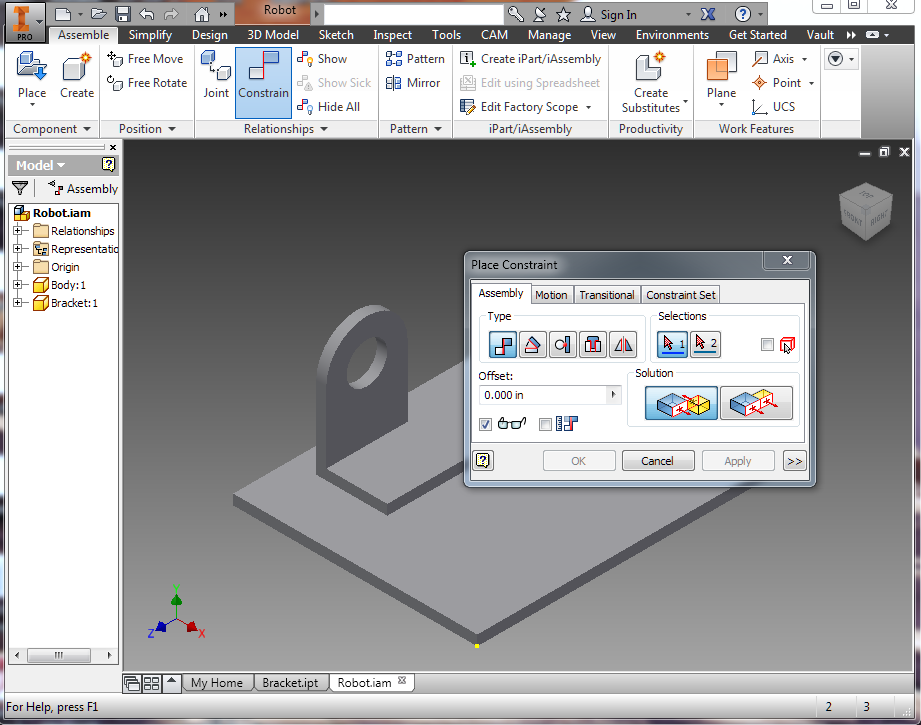 Robot
Sign In
PRO
Assemble Simplify Design 3D Model Sketch Inspect Tools CAM Manage View Environments Get Started Vault
Place
Create
Free Move
Free Rotate
Joint
Constrain
Show
Show Sick
Hide All
Pattern
Mirror
Create iPart/iAssembly
Edit using Spreadsheet
Edit Factory Scope
Create
Substitutes
Plane
Axis
Point
UCS
Component Position Relationships Pattern iPart/iAssembly Productivity Work Features
Model
Assembly
Robot.iam
Relationships
Representatio
Origin
Body:1
Bracket:1
TOP
FRONT
RIGHT
Place Constraint
Assembly Motion Transitional Constraint Set
Type
Selections
1 2
Offset:
Solution
0.000 in
OK Cancel Apply >>
Y
Z
X
My Home Bracket.ipt Robot.iam
For Help, press F1
2 3